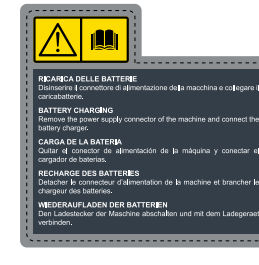 RICARICA DELLE BATTERIE
Disinserire il connettore di alimentazione della macchina e collegare il
caricabatterie.
BATTERY CHARGING
Remove the power supply connector of the machine and connect the
battery charger.
CARGA DE LA BATERIA
Quitar el conector de alimentación de la máquina y conectar el
cargador de baterias.
RECHARGE DES BATTERIES
Detacher le connecteur d'alimentation de la machine et brancher le
chargeur des batteries.
WIEDERAUFLADEN DER BATTERIEN
Den Ladestecker der Maschine abschalten und mit dem Ladegeraet
verbinden.